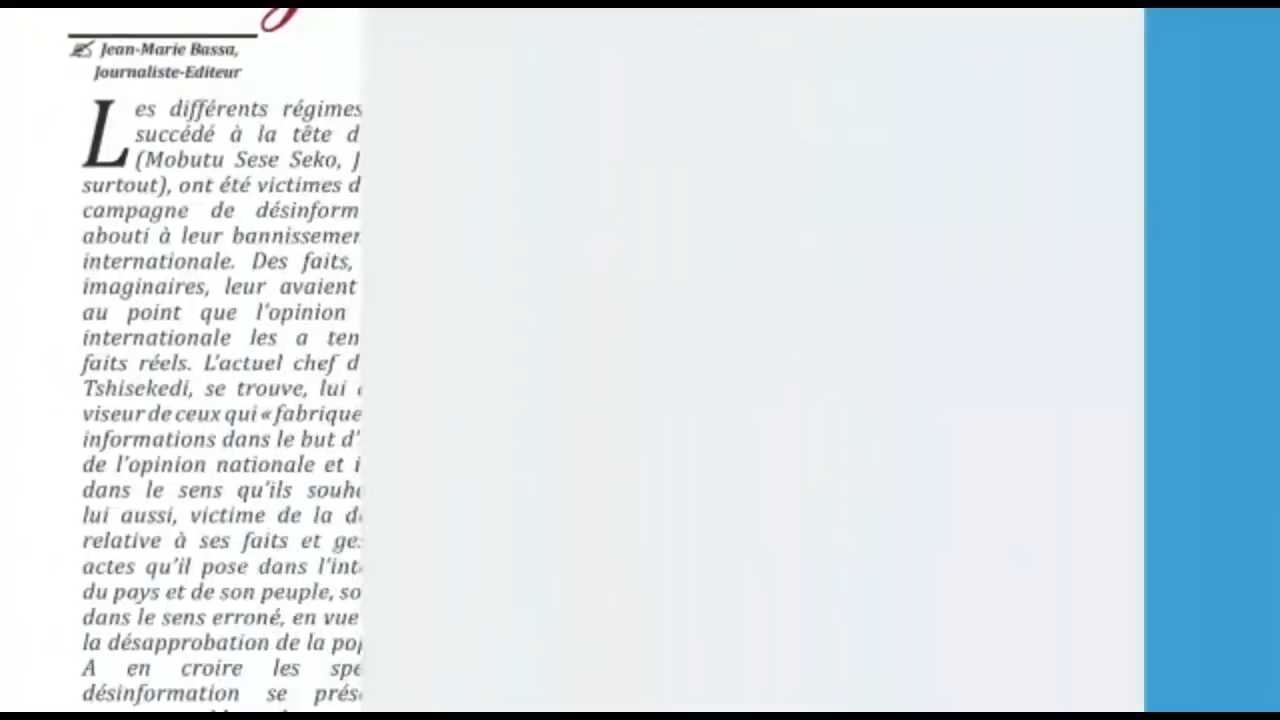 Jean-Marie Bassa,
Journaliste-Editeur
Les différents régimes
succédé à la tête
(Mobutu Sese Seko,
surtout), ont été victimes
campagne de désinform
abouti à leur bannissemen
internationale. Des faits,
imaginaires, leur avaient
au point que l'opinion
internationale les a ten
faits réels. L'actuel chef d
Tshisekedi, se trouve, lui
viseur de ceux qui « fabrique
informations dans le but d'
de l'opinion nationale et i
dans le sens qu'ils souh
lui aussi, victime de la d
relative à ses faits et ge
actes qu'il pose dans l'int
du pays et de son peuple, so
dans le sens erroné, en vue
la désapprobation de la pop
A en croire les spé
désinformation se prés